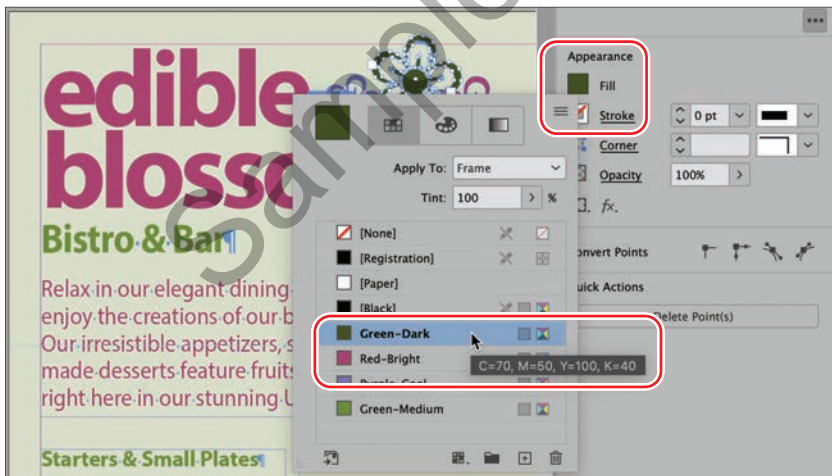 edible
blosso
Bistro & Bar¶
Relax in our elegant dining
enjoy the creations of our b
Our irresistible appetizers, s
made desserts feature fruits
right here in our stunning U
Starters & Small Plates
Sample
Apply To: Frame
Tint: 100 > %
[None]
[Registration]
[Paper]
[Black]
Green-Dark
Red-Bright
C=70, M=50, Y=100, K=40
Purple-Cool
Green-Medium
Appearance
Fill
Stroke 0 pt
Corner
Opacity 100% >
fx.
onvert Points
uick Actions
Delete Point(s)